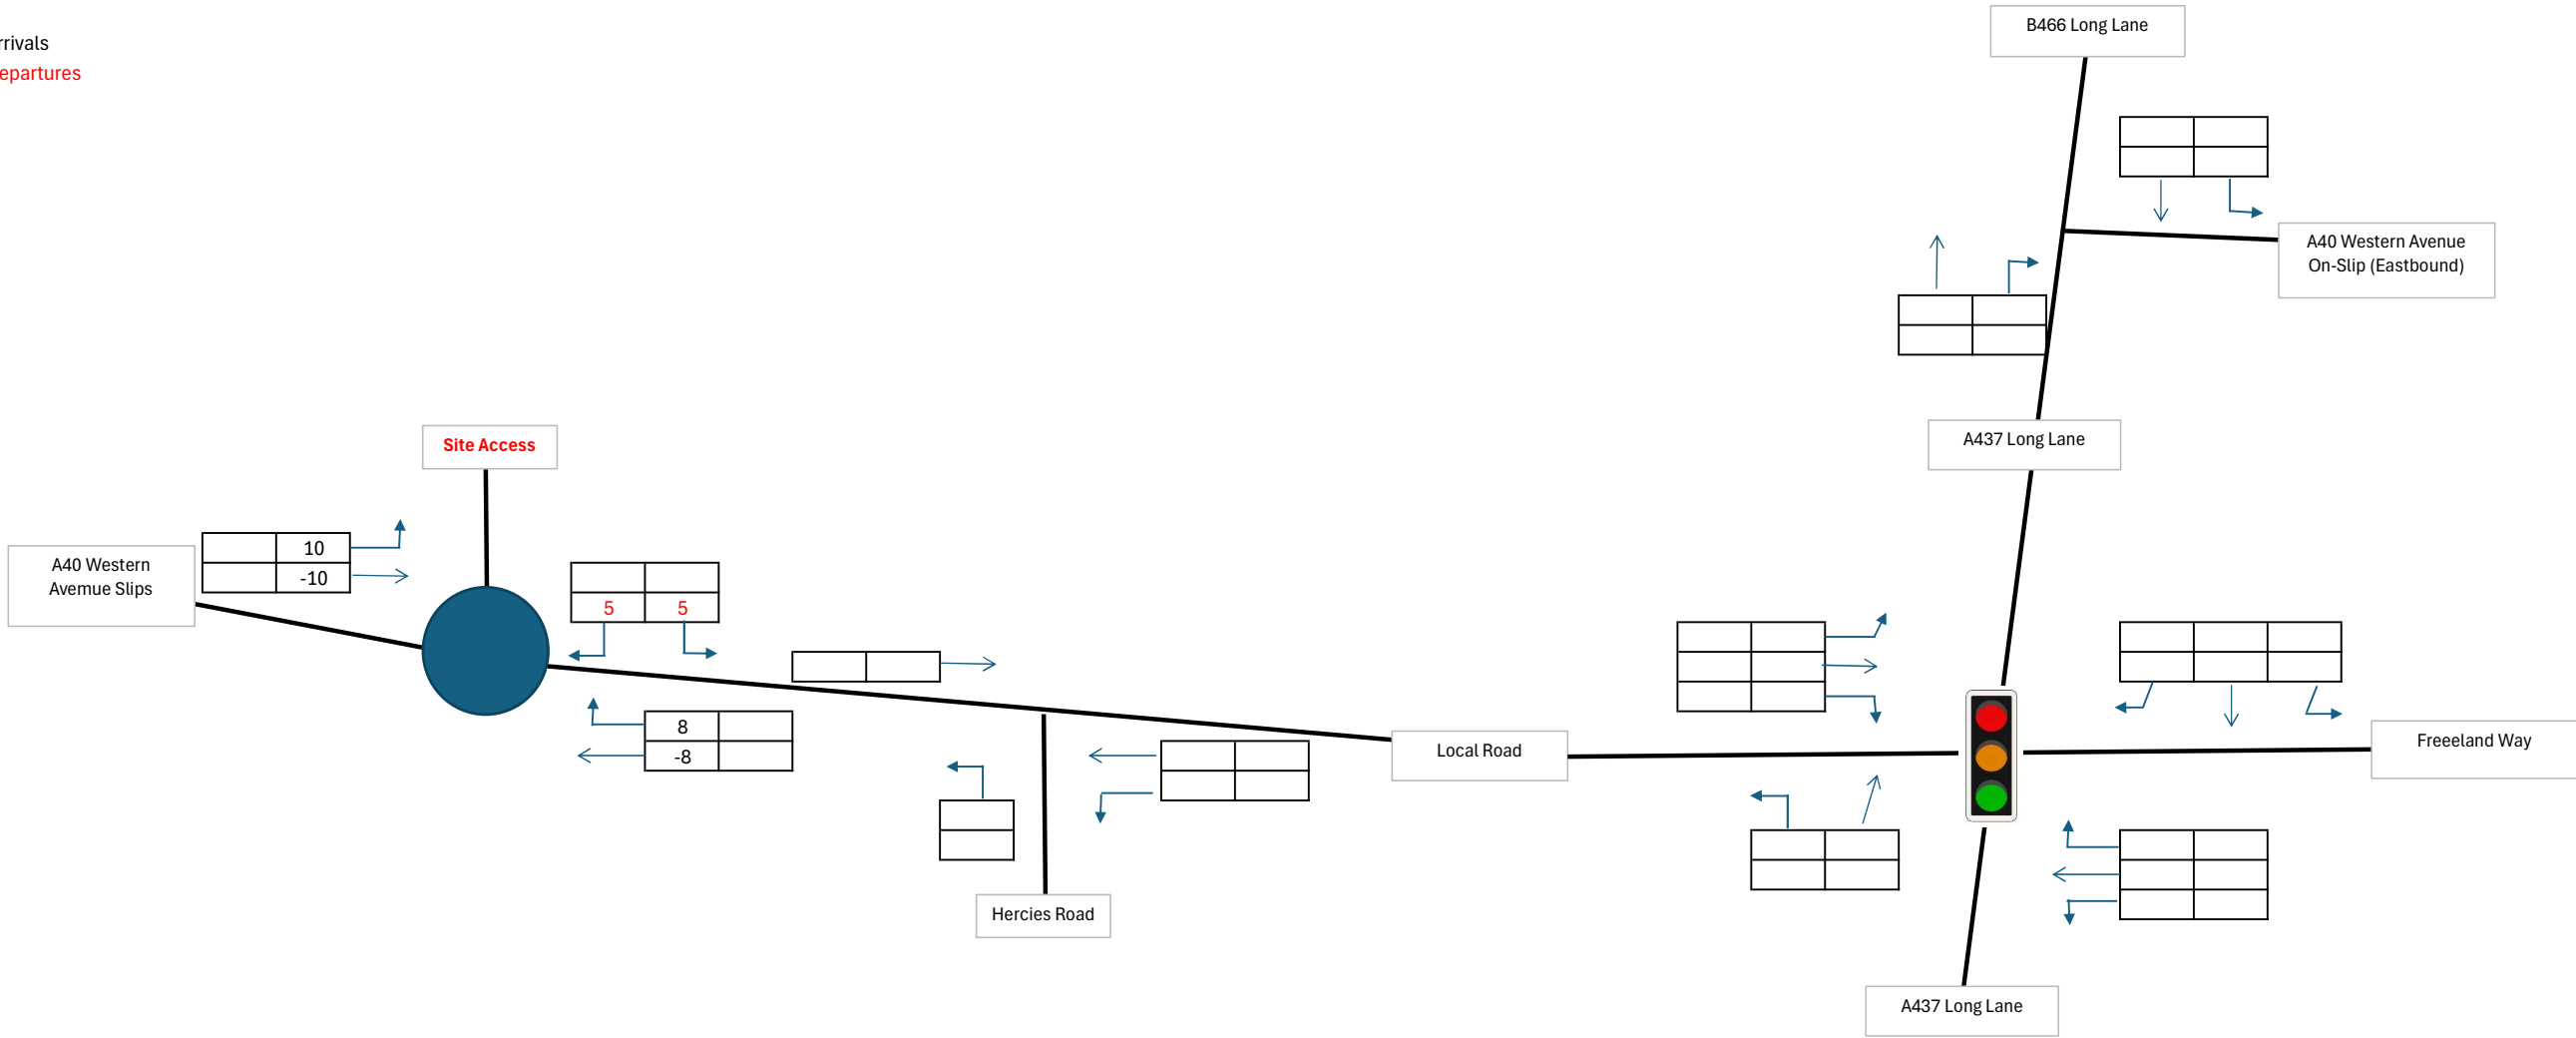 rrivals
epartures
B466 Long Lane
A40 Western Avenue
On-Slip (Eastbound)
A437 Long Lane
Site Access
A40 Western
Avemue Slips
10
-10
5 5
8
-8
Local Road
Freeeland Way
Hercies Road
A437 Long Lane